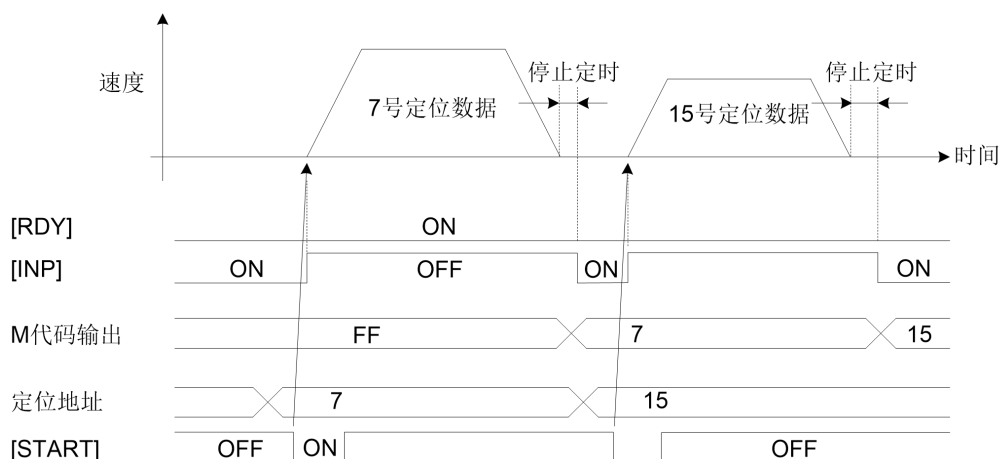 速度
停止定时
停止定时
7号定位数据
15号定位数据
时间
[RDY] ON
[INP] ON OFF ON ON
M代码输出 FF 7 15
定位地址 7 15
[START] OFF ON OFF